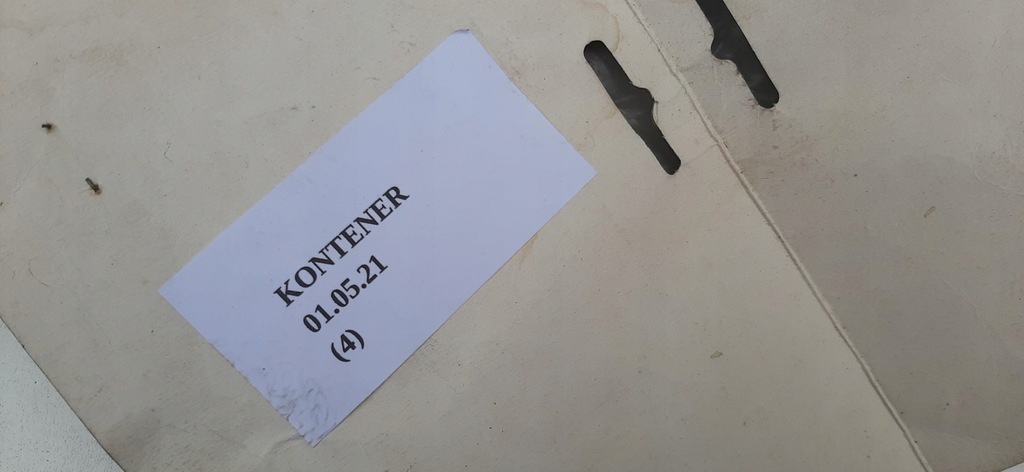 KONTENER
01.05.21
(4)